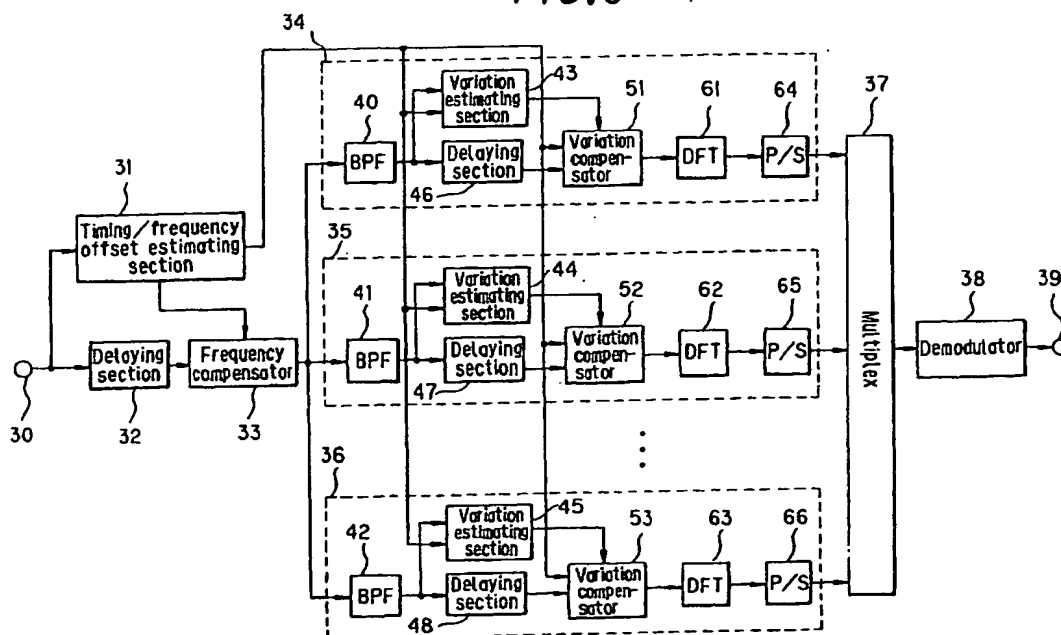 34
43
Variation
estimating
section
51
61
64
37
40
BPF
Delaying
section
46
Variation
compen-
sator
DFT
P/S
31
Timing/frequency
offset estimating
section
35
44
Variation
estimating
section
52
62
65
41
BPF
Delaying
section
47
Variation
compen-
sator
DFT
P/S
Multiplex
38
39
Demodulator
30
Delaying
section
32
Frequency
compensator
33
36
45
Variation
estimating
section
53
63
66
42
BPF
Delaying
section
48
Variation
compen-
sator
DFT
P/S